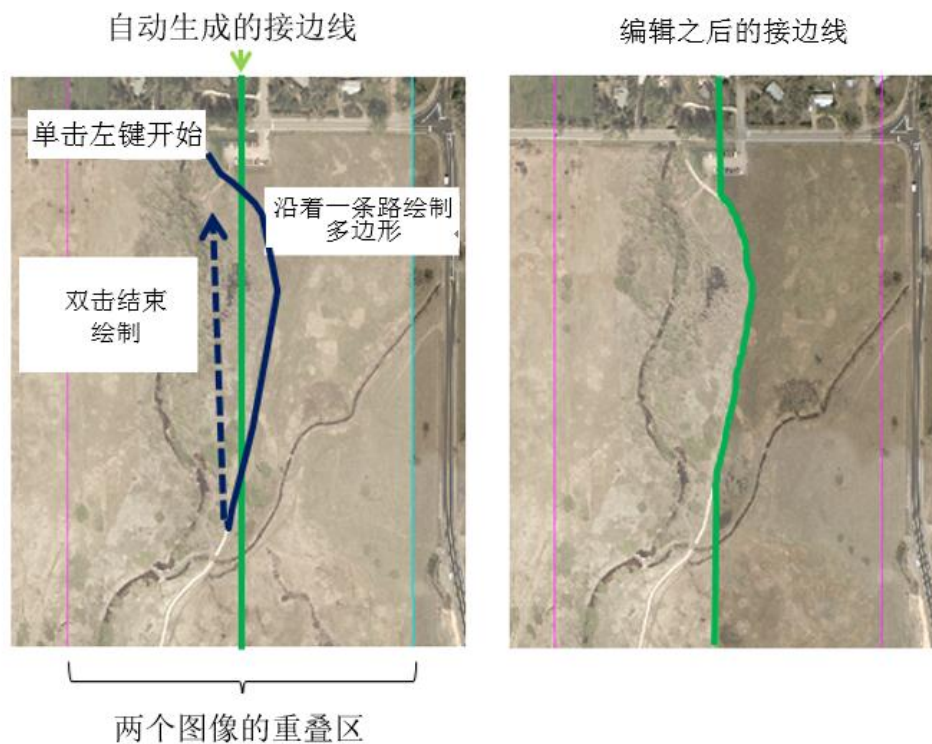 自动生成的接边线
编辑之后的接边线
单击左键开始
沿着一条路绘制
多边形
双击结束
绘制
两个图像的重叠区